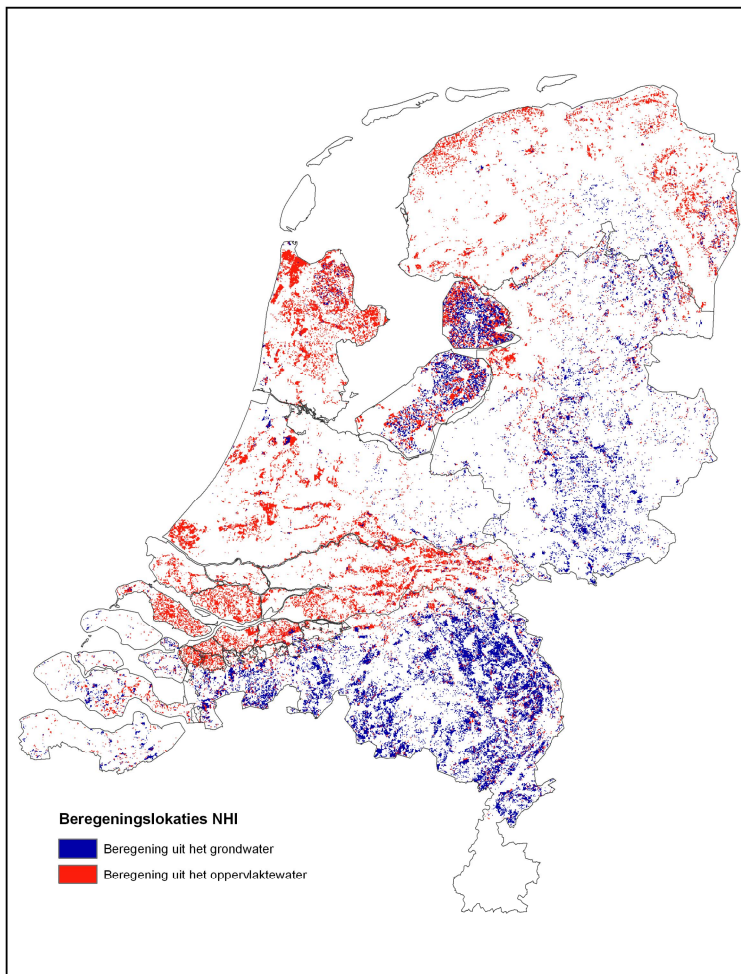 Beregeningslokaties NHI
Beregening uit het grondwater
Beregening uit het oppervlaktewater